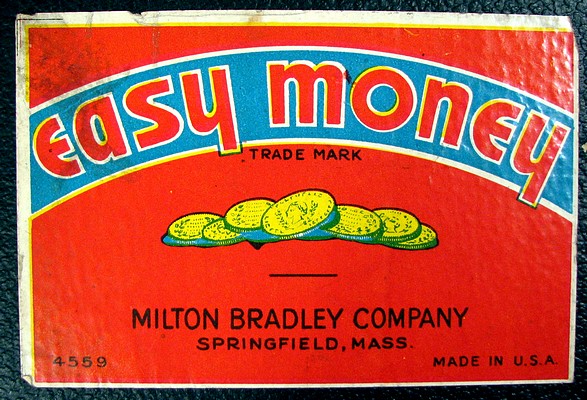 easy money
TRADE MARK
MILTON BRADLEY COMPANY
SPRINGFIELD, MASS.
4559
MADE IN U.S.A.